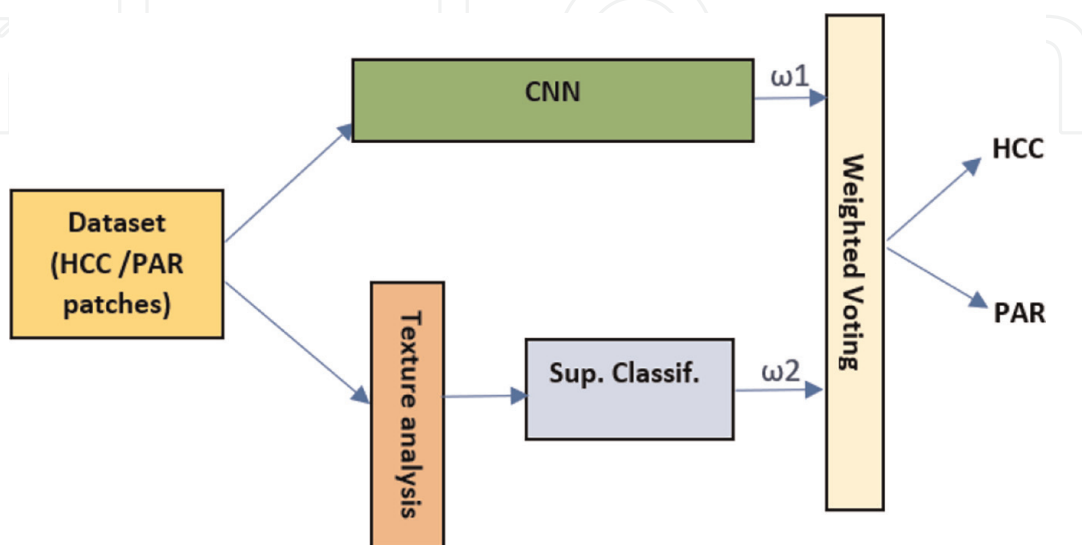 CNN
ω1
HCC
Dataset
(HCC /PAR
patches)
Weighted Voting
PAR
Texture analysis
Sup. Classif.
ω2